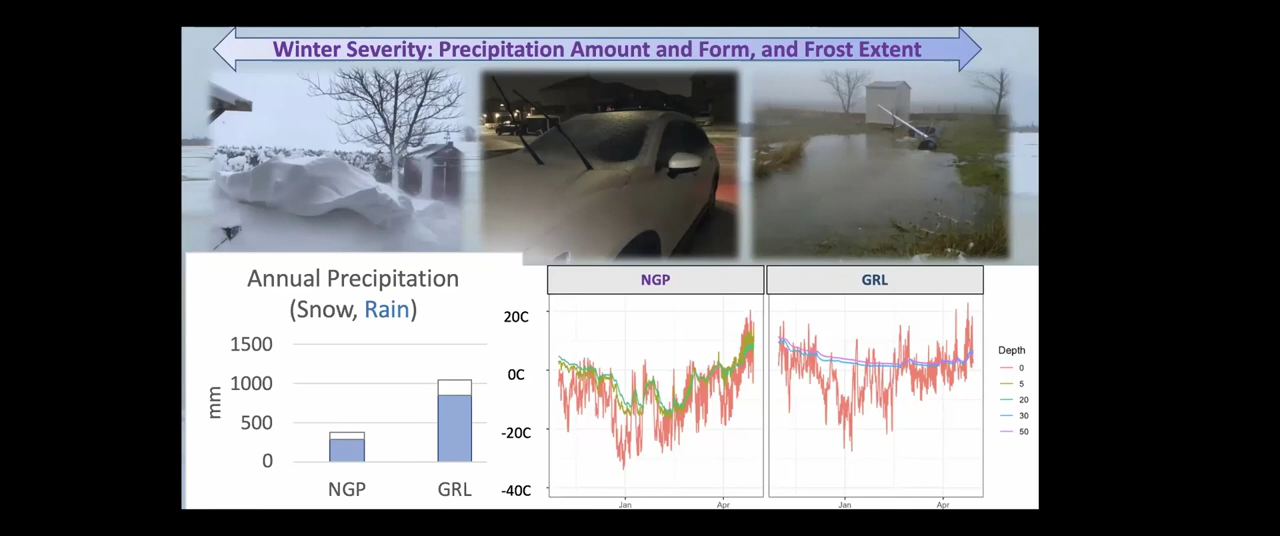 Winter Severity: Precipitation Amount and Form, and Frost Extent
Annual Precipitation
(Snow, Rain)
1500
1000
500
0
mm
NGP
GRL
NGP
GRL
20C
0C
-20C
-40C
Jan
Apr
Jan
Apr
Depth
0
5
20
30
50